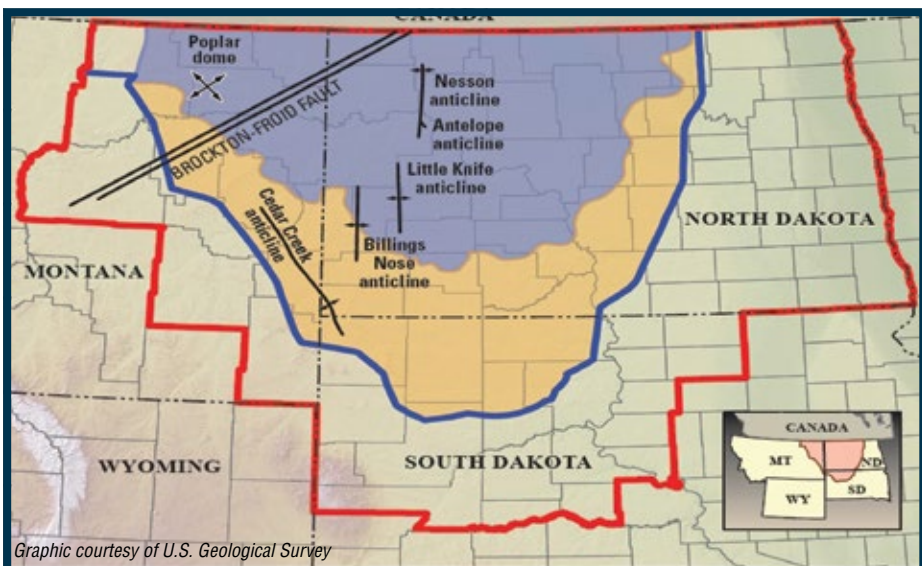 CANADA
Poplar
dome
BROCKTON-FROID FAULT
Nesson
anticline
Antelope
anticline
Little Knife
anticline
Cedar Creek
anticline
Billings
Nose
anticline
NORTH DAKOTA
MONTANA
WYOMING
SOUTH DAKOTA
CANADA
MT
ND
SD
WY
Graphic courtesy of U.S. Geological Survey